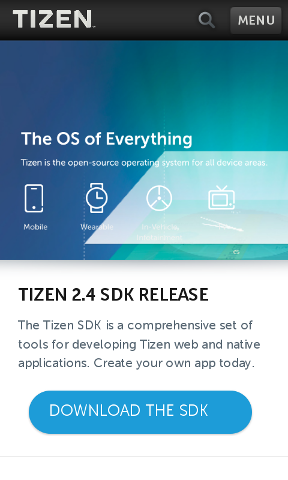 TIZEN™
MENU
The OS of Everything
Tizen is the open-source operating system for all device areas.
Mobile
Wearable
In-Vehicle
TIZEN 2.4 SDK RELEASE
The Tizen SDK is a comprehensive set of
tools for developing Tizen web and native
applications. Create your own app today.
DOWNLOAD THE SDK